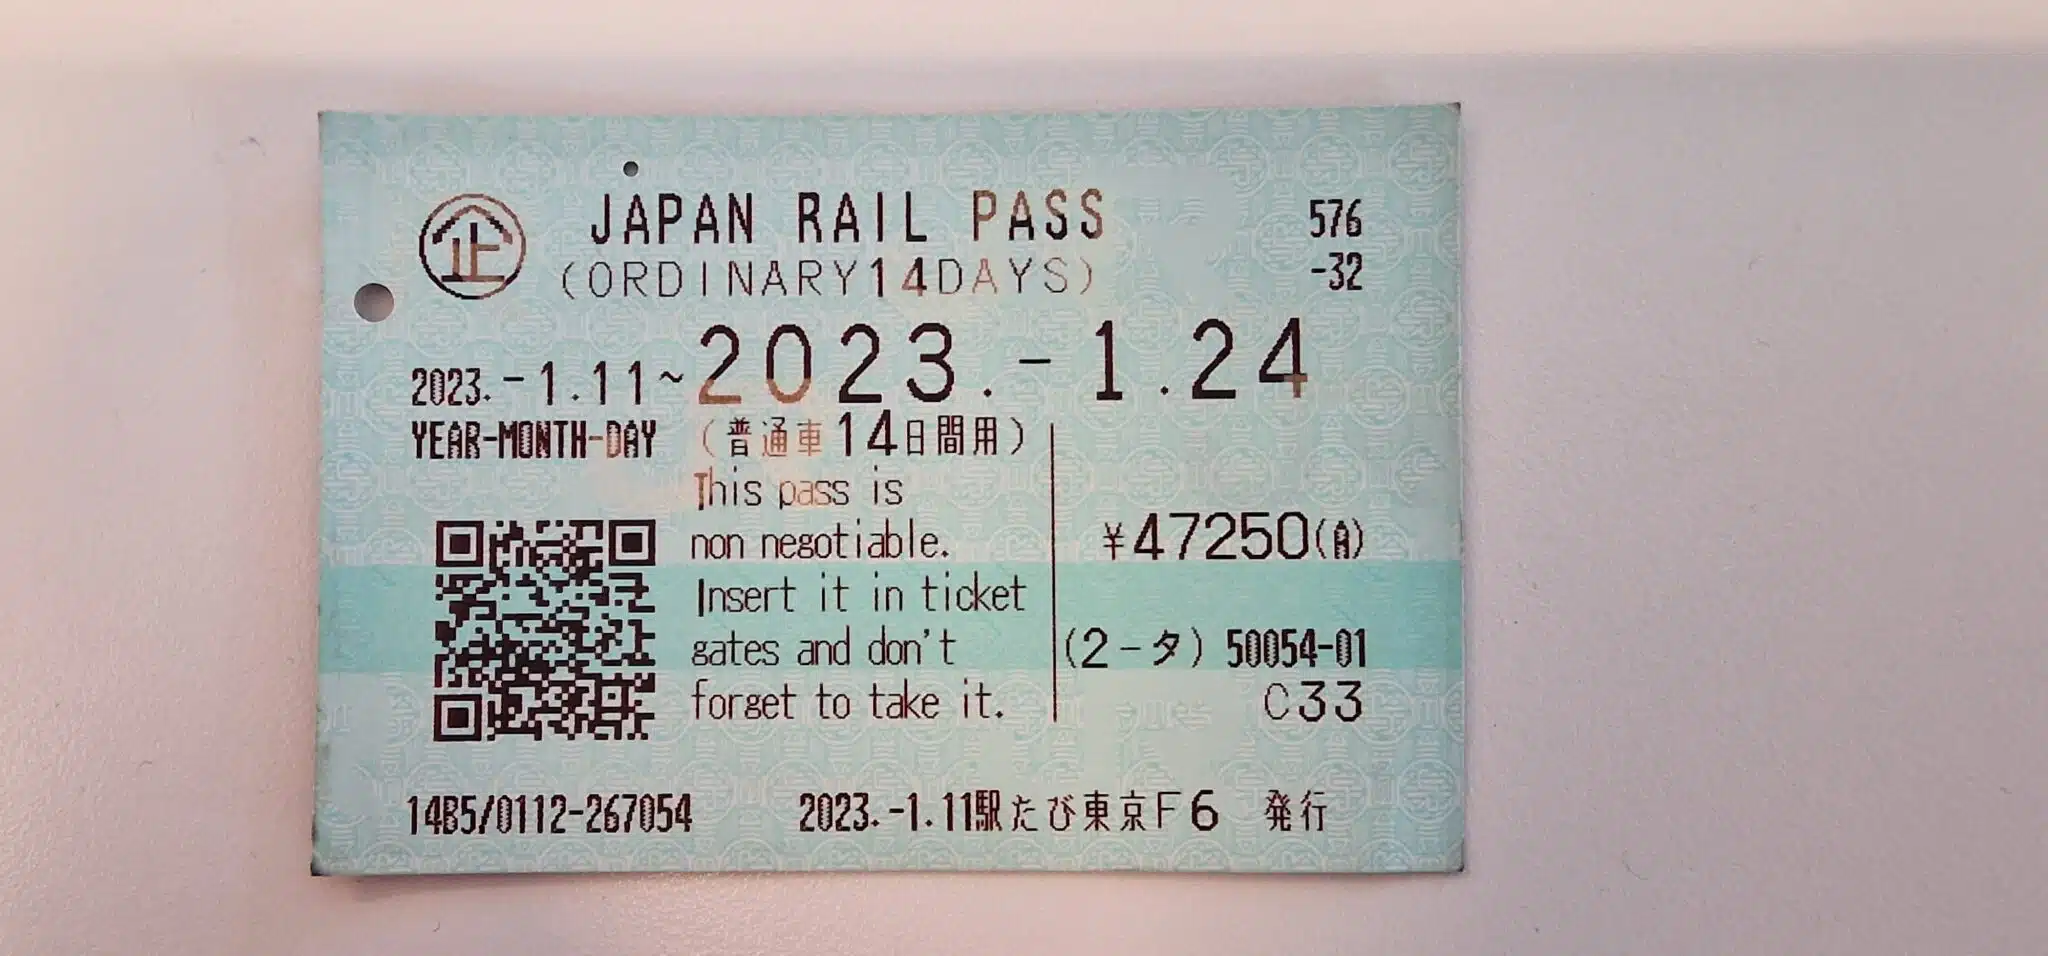 企 JAPAN RAIL PASS 576
(ORDINARY14DAYS) -32
2023.-1.11~2023.-1.24
YEAR-MONTH-DAY (普通車14日間用)
This pass is
non negotiable. ¥47250(A)
Insert it in ticket
gates and don't (2-タ) 50054-01
forget to take it. C33
14B5/0112-267054 2023.-1.11駅たび東京F6 発行